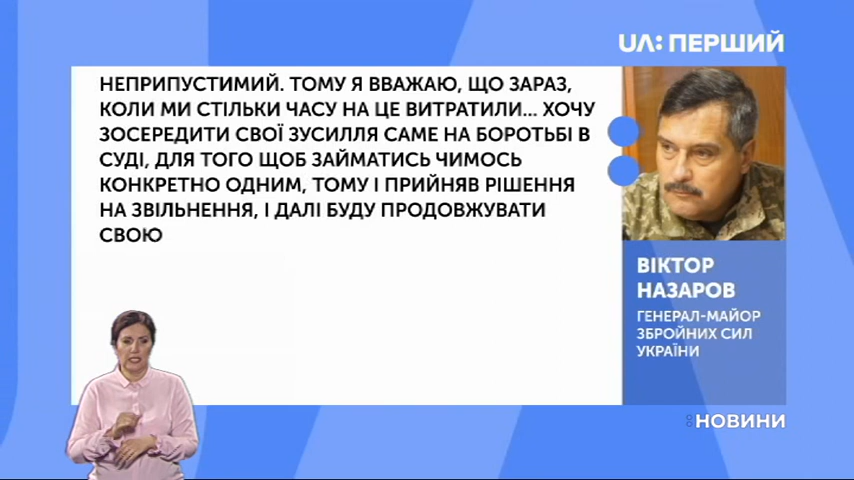 UA: ПЕРШИЙ
НЕПРИПУСТИМИЙ. ТОМУ Я ВВАЖАЮ, ЩО ЗАРАЗ,
КОЛИ МИ СТІЛЬКИ ЧАСУ НА ЦЕ ВИТРАТИЛИ... ХОЧУ
ЗОСЕРЕДИТИ СВОЇ ЗУСИЛЛЯ САМЕ НА БОРОТЬБІ В
СУДІ, ДЛЯ ТОГО ЩОБ ЗАЙМАТИСЬ ЧИМОСЬ
КОНКРЕТНО ОДНИМ, ТОМУ І ПРИЙНЯВ РІШЕННЯ
НА ЗВІЛЬНЕННЯ, І ДАЛІ БУДУ ПРОДОВЖУВАТИ
СВОЮ
ВІКТОР
НАЗАРОВ
ГЕНЕРАЛ-МАЙОР
ЗБРОЙНИХ СИЛ
УКРАЇНИ
НОВИНИ